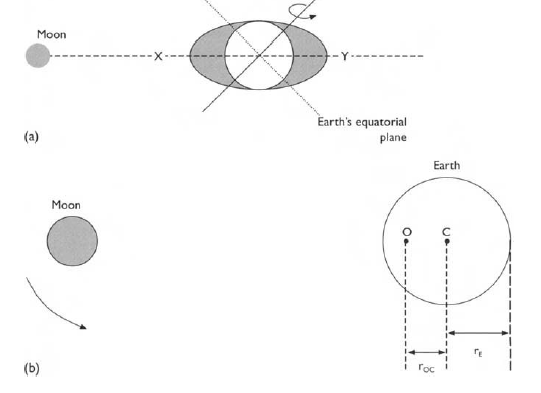 Moon
X
Y
Earth's equatorial
plane
(a)
Earth
Moon
O
C
r_E
r_OC
(b)